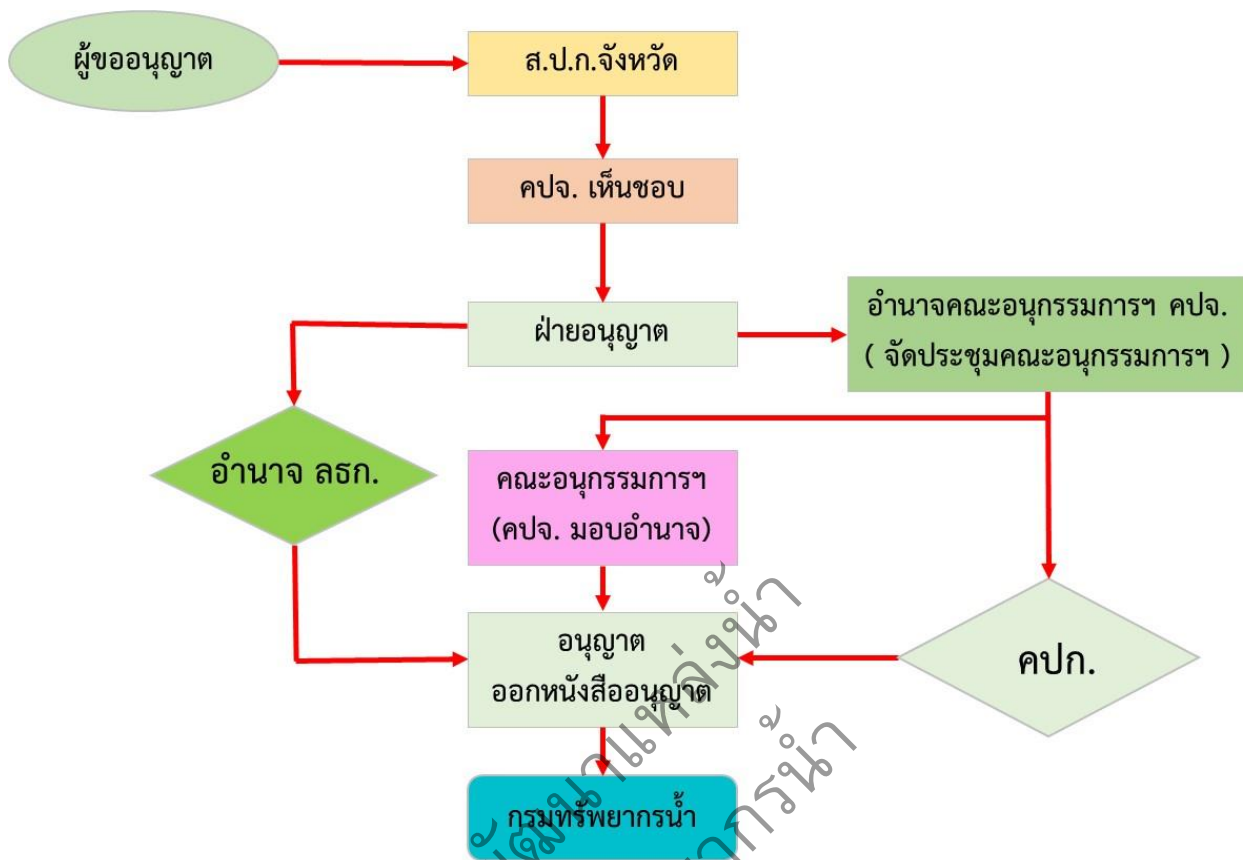 ผู้ขออนุญาต
ส.ป.ก.จังหวัด
คปจ. เห็นชอบ
ฝ่ายอนุญาต
อำนาจคณะอนุกรรมการฯ คปจ.
( จัดประชุมคณะอนุกรรมการฯ )
อำนาจ ลธก.
คณะอนุกรรมการฯ
(คปจ. มอบอำนาจ)
คปก.
อนุญาต
ออกหนังสืออนุญาต
กรมทรัพยากรน้ำ